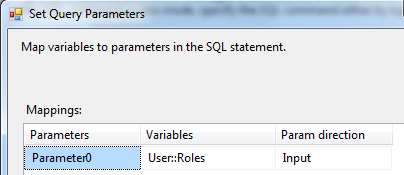 Set Query Parameters
Map variables to parameters in the SQL statement.
Mappings:
Parameters Variables Param direction
Parameter0 User::Roles Input